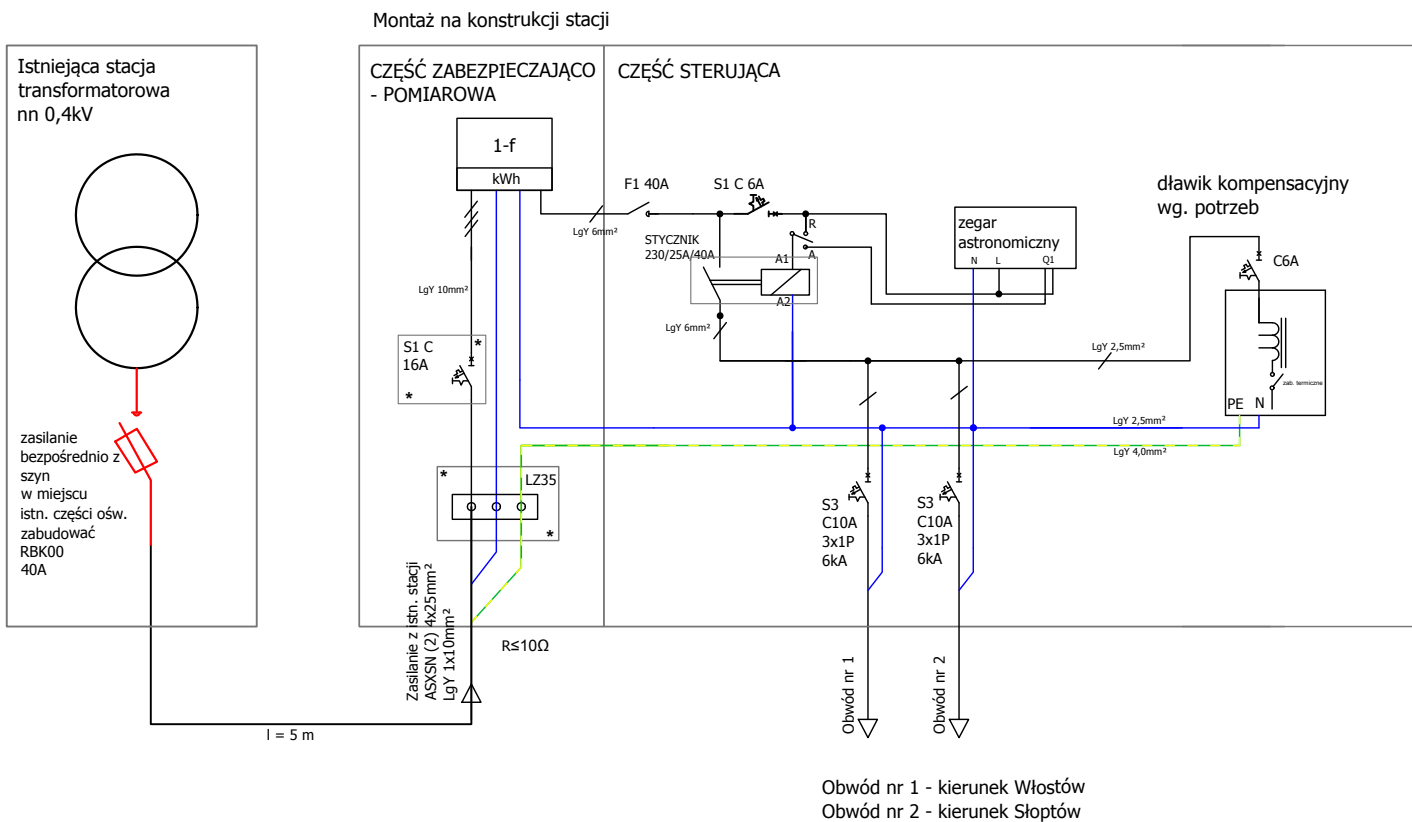 Montaż na konstrukcji stacji
Istniejąca stacja
transformatorowa
nn 0,4kV
zasilanie
bezpośrednio z
szyn
w miejscu
istn. części ośw.
zabudować
RBK00
40A
l = 5 m
CZĘŚĆ ZABEZPIECZAJĄCO
- POMIAROWA
1-f
kWh
LgY 10mm²
S1 C
16A
*
*
*
LZ35
*
Zasilanie z istn. stacji
ASXSN (2) 4x25mm²
LgY 1x10mm²
R≤10Ω
CZĘŚĆ STERUJĄCA
F1 40A
S1 C 6A
LgY 6mm²
STYCZNIK
230/25A/40A
R
A
A1
A2
LgY 6mm²
zegar
astronomiczny
N L Q1
dławik kompensacyjny
wg. potrzeb
C6A
LgY 2,5mm²
zab. termiczne
PE N
LgY 2,5mm²
LgY 4,0mm²
S3
C10A
3x1P
6kA
S3
C10A
3x1P
6kA
Obwód nr 1
Obwód nr 2
Obwód nr 1 - kierunek Włostów
Obwód nr 2 - kierunek Słoptów